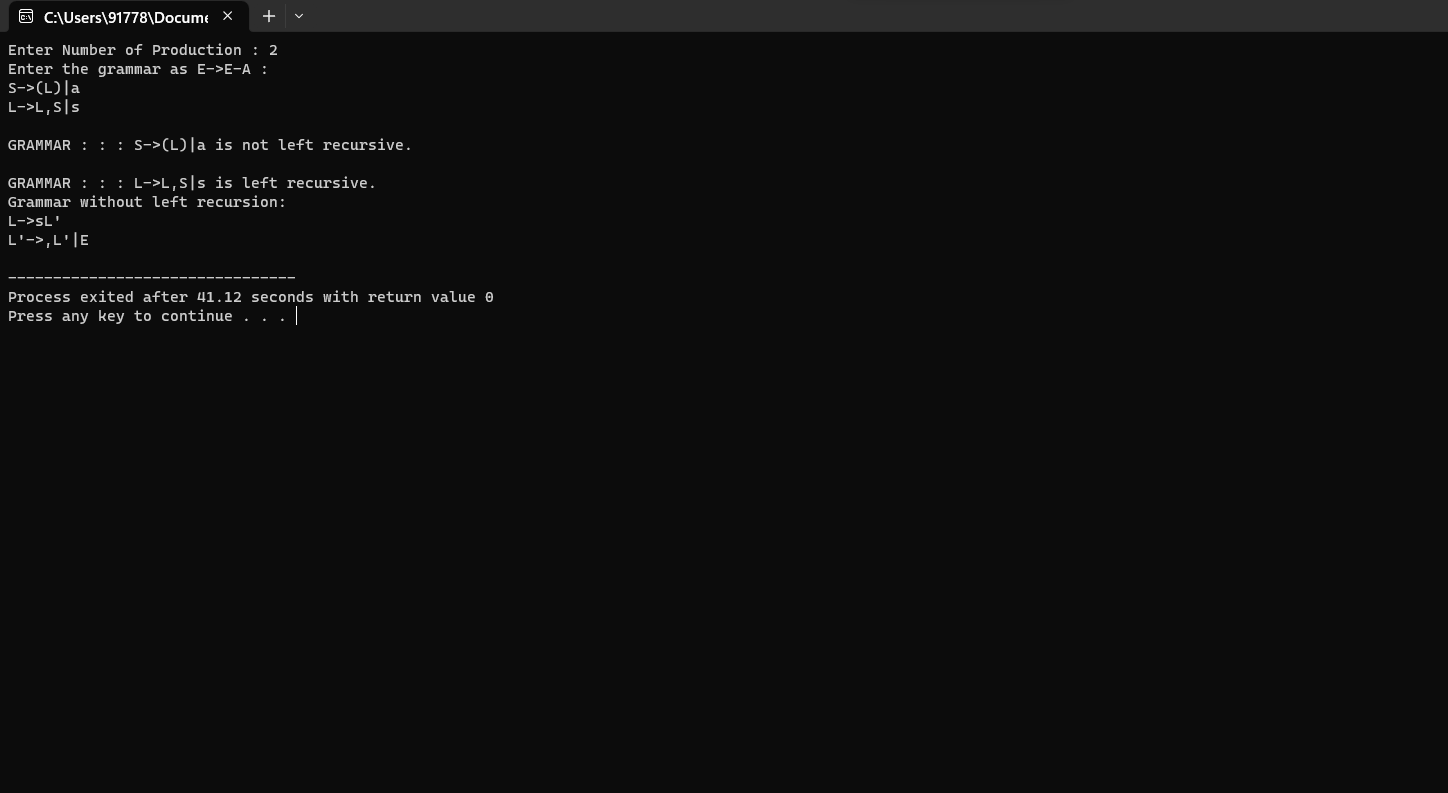 C:\Users\91778\Docume
Enter Number of Production : 2
Enter the grammar as E->E-A :
S->(L)|a
L->L,S|s
GRAMMAR : : : S->(L)|a is not left recursive.
GRAMMAR : : : L->L,S|s is left recursive.
Grammar without left recursion:
L->sL'
L'->,L'|E
--------------------------------
Process exited after 41.12 seconds with return value 0
Press any key to continue . . .